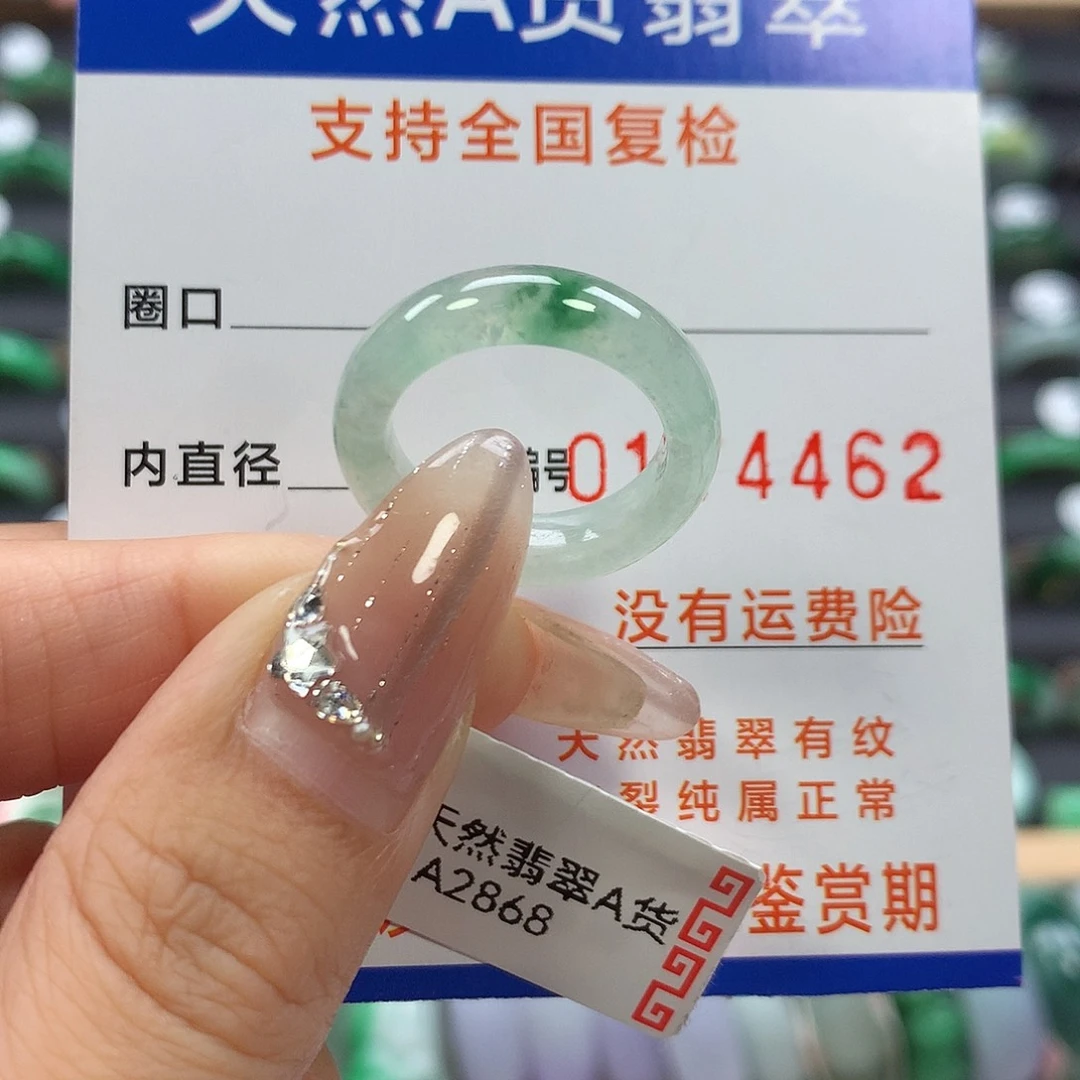 天然A货翡翠
支持全国复检
圈口
内直径
编号01 4462
没有运费险
天然翡翠有纹
裂纯属正常
鉴赏期
天然翡翠A货
A2868